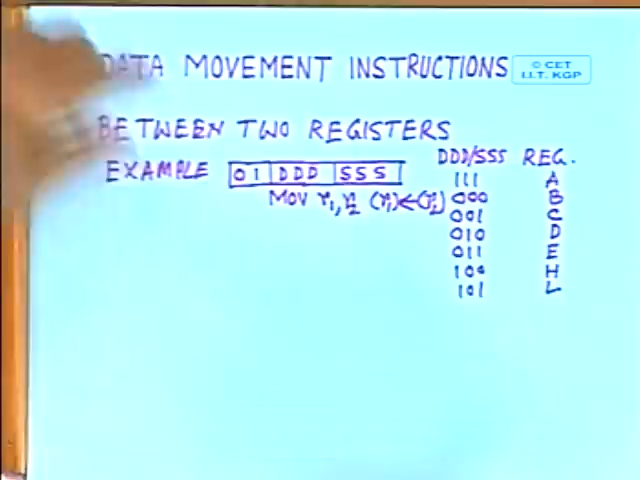 DATA MOVEMENT INSTRUCTIONS
© CET
I.I.T. KGP
BETWEEN TWO REGISTERS
EXAMPLE 01 DDD SSS
MOV r1, r2 (r1)←(r2)
DDD/SSS REG.
111 A
000 B
001 C
010 D
011 E
100 H
101 L